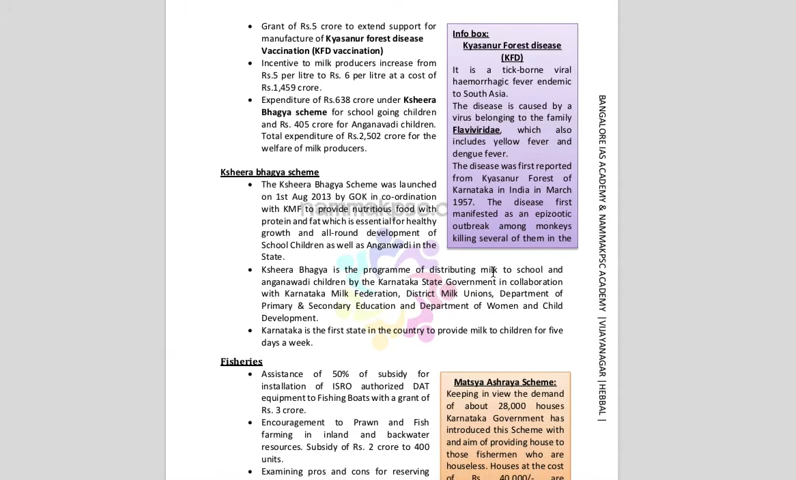 Grant of Rs.5 crore to extend support for
manufacture of Kyasanur forest disease
Vaccination (KFD vaccination)
Incentive to milk producers increase from
Rs.5 per litre to Rs. 6 per litre at a cost of
Rs.1,459 crore.
Expenditure of Rs.638 crore under Ksheera
Bhagya scheme for school going children
and Rs. 405 crore for Anganavadi children.
Total expenditure of Rs.2,502 crore for the
welfare of milk producers.
Ksheera bhagya scheme
The Ksheera Bhagya Scheme was launched
on 1st Aug 2013 by GOK in co-ordination
with KMF to provide nutritious food with
protein and fat which is essential for healthy
growth and all-round development of
School Children as well as Anganwadi in the
State.
Info box:
Kyasanur Forest disease
(KFD)
It is a tick-borne viral
haemorrhagic fever endemic
to South Asia.
The disease is caused by a
virus belonging to the family
Flaviviridae, which also
includes yellow fever and
dengue fever.
The disease was first reported
from Kyasanur Forest of
Karnataka in India in March
1957. The disease first
manifested as an epizootic
outbreak among monkeys
killing several of them in the
Ksheera Bhagya is the programme of distributing milk to school and
anganawadi children by the Karnataka State Government in collaboration
with Karnataka Milk Federation, District Milk Unions, Department of
Primary & Secondary Education and Department of Women and Child
Development.
Karnataka is the first state in the country to provide milk to children for five
days a week.
Fisheries
Assistance of 50% of subsidy for
installation of ISRO authorized DAT
equipment to Fishing Boats with a grant of
Rs. 3 crore.
Encouragement to Prawn and Fish
farming in inland and backwater
resources. Subsidy of Rs. 2 crore to 400
units.
Examining pros and cons for reserving
Matsya Ashraya Scheme:
Keeping in view the demand
of about 28,000 houses
Karnataka Government has
introduced this Scheme with
and aim of providing house to
those fishermen who are
houseless. Houses at the cost
of Rs. 40,000/- are
BANGALORE IAS ACADEMY & NAMMAKPSC ACADEMY |VIJAYANAGAR |HEBBAL |